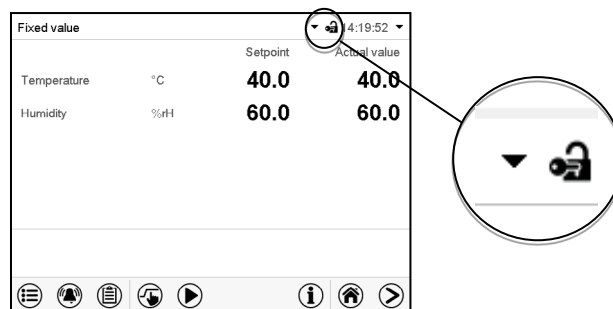 Fixed value 14:19:52
Setpoint Actual value
Temperature °C 40.0 40.0
Humidity %rH 60.0 60.0